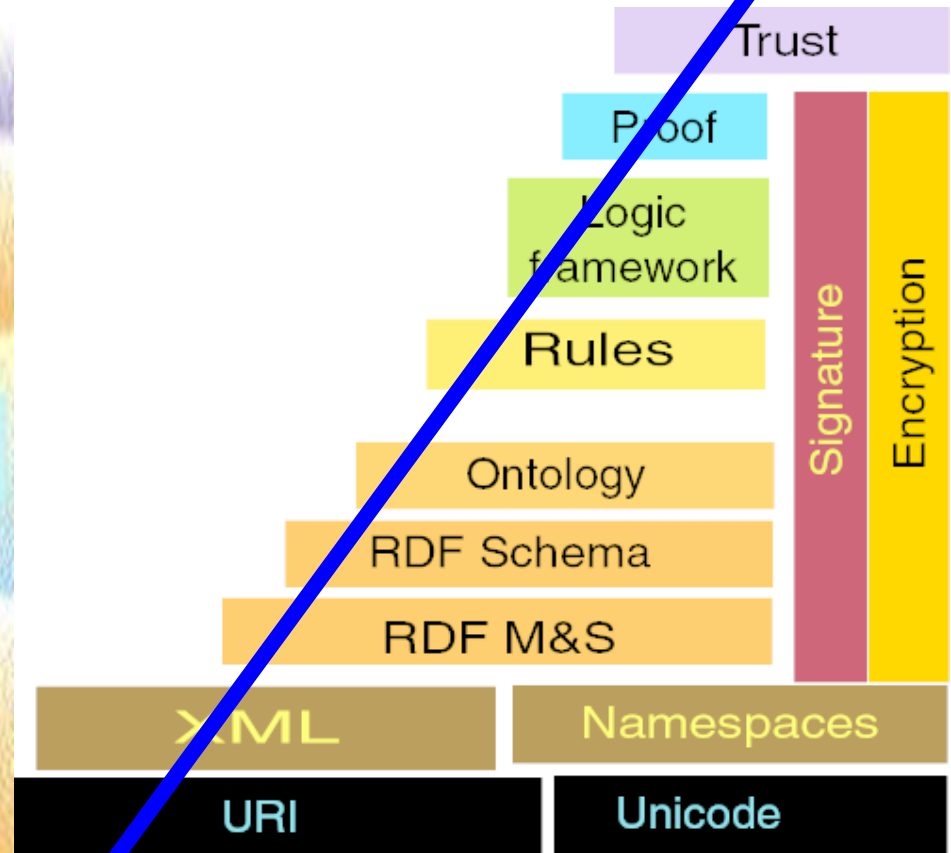 Trust
Proof
Logic
framework
Rules
Ontology
RDF Schema
RDF M&S
Signature
Encryption
XML
Namespaces
URI
Unicode